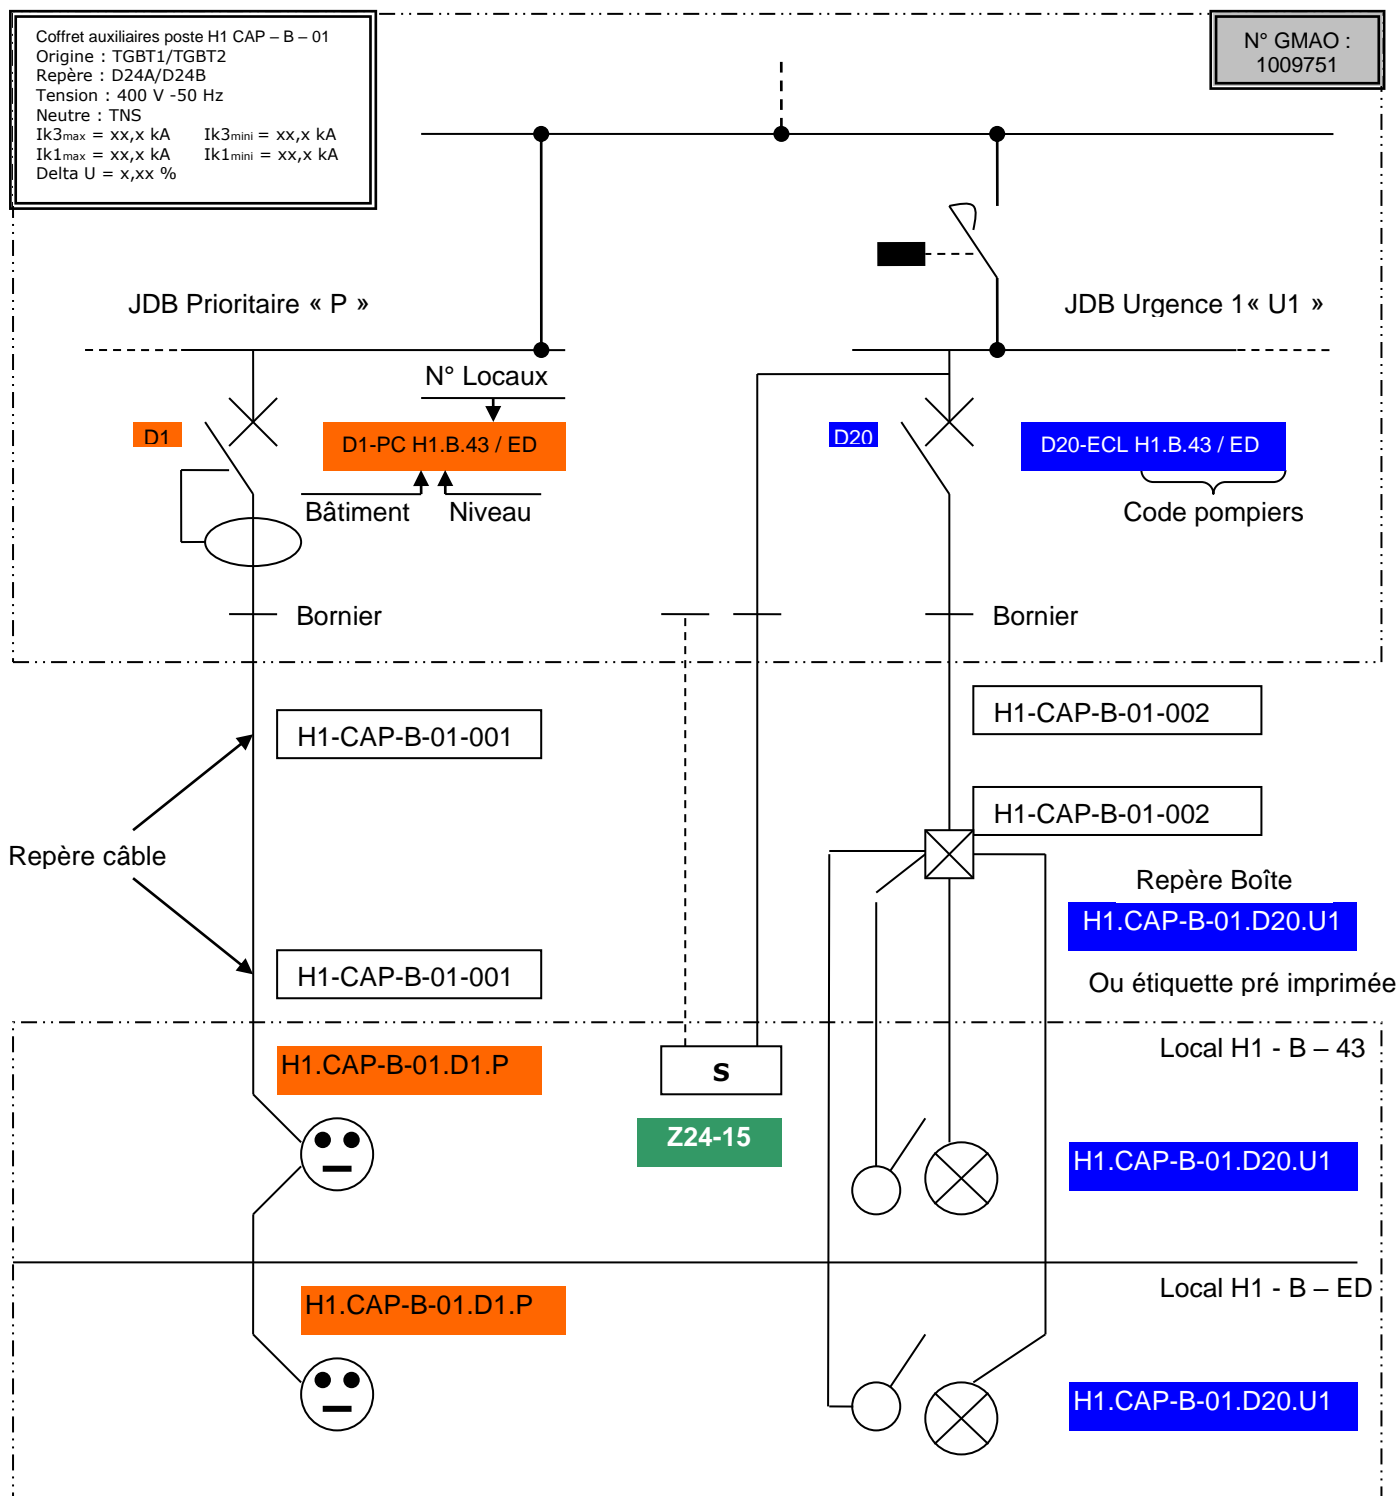 Coffret auxiliaires poste H1 CAP – B – 01
Origine : TGBT1/TGBT2
Repère : D24A/D24B
Tension : 400 V -50 Hz
Neutre : TNS
Ik3max = xx,x kA Ik3mini = xx,x kA
Ik1max = xx,x kA Ik1mini = xx,x kA
Delta U = x,xx %
N° GMAO :
1009751
JDB Prioritaire « P »
JDB Urgence 1« U1 »
N° Locaux
D1
D1-PC H1.B.43 / ED
D20
D20-ECL H1.B.43 / ED
Bâtiment
Niveau
Code pompiers
Bornier
Bornier
H1-CAP-B-01-001
H1-CAP-B-01-002
H1-CAP-B-01-002
Repère câble
Repère Boîte
H1.CAP-B-01.D20.U1
H1-CAP-B-01-001
Ou étiquette pré imprimée
Local H1 - B – 43
H1.CAP-B-01.D1.P
S
Z24-15
H1.CAP-B-01.D20.U1
Local H1 - B – ED
H1.CAP-B-01.D1.P
H1.CAP-B-01.D20.U1